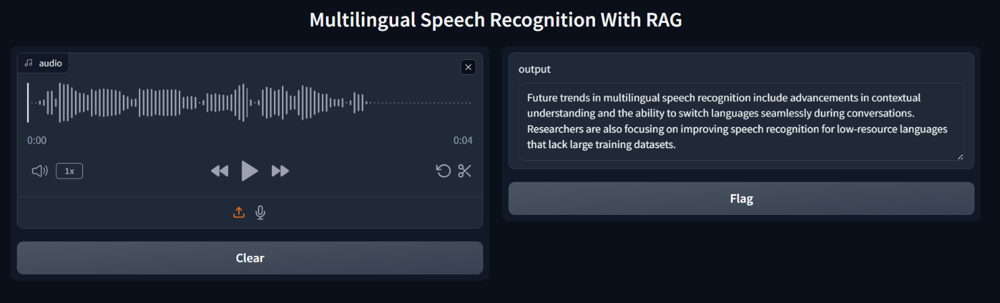 Multilingual Speech Recognition With RAG
audio
0:00
0:04
1x
Clear
output
Future trends in multilingual speech recognition include advancements in contextual
understanding and the ability to switch languages seamlessly during conversations.
Researchers are also focusing on improving speech recognition for low-resource languages
that lack large training datasets.
Flag